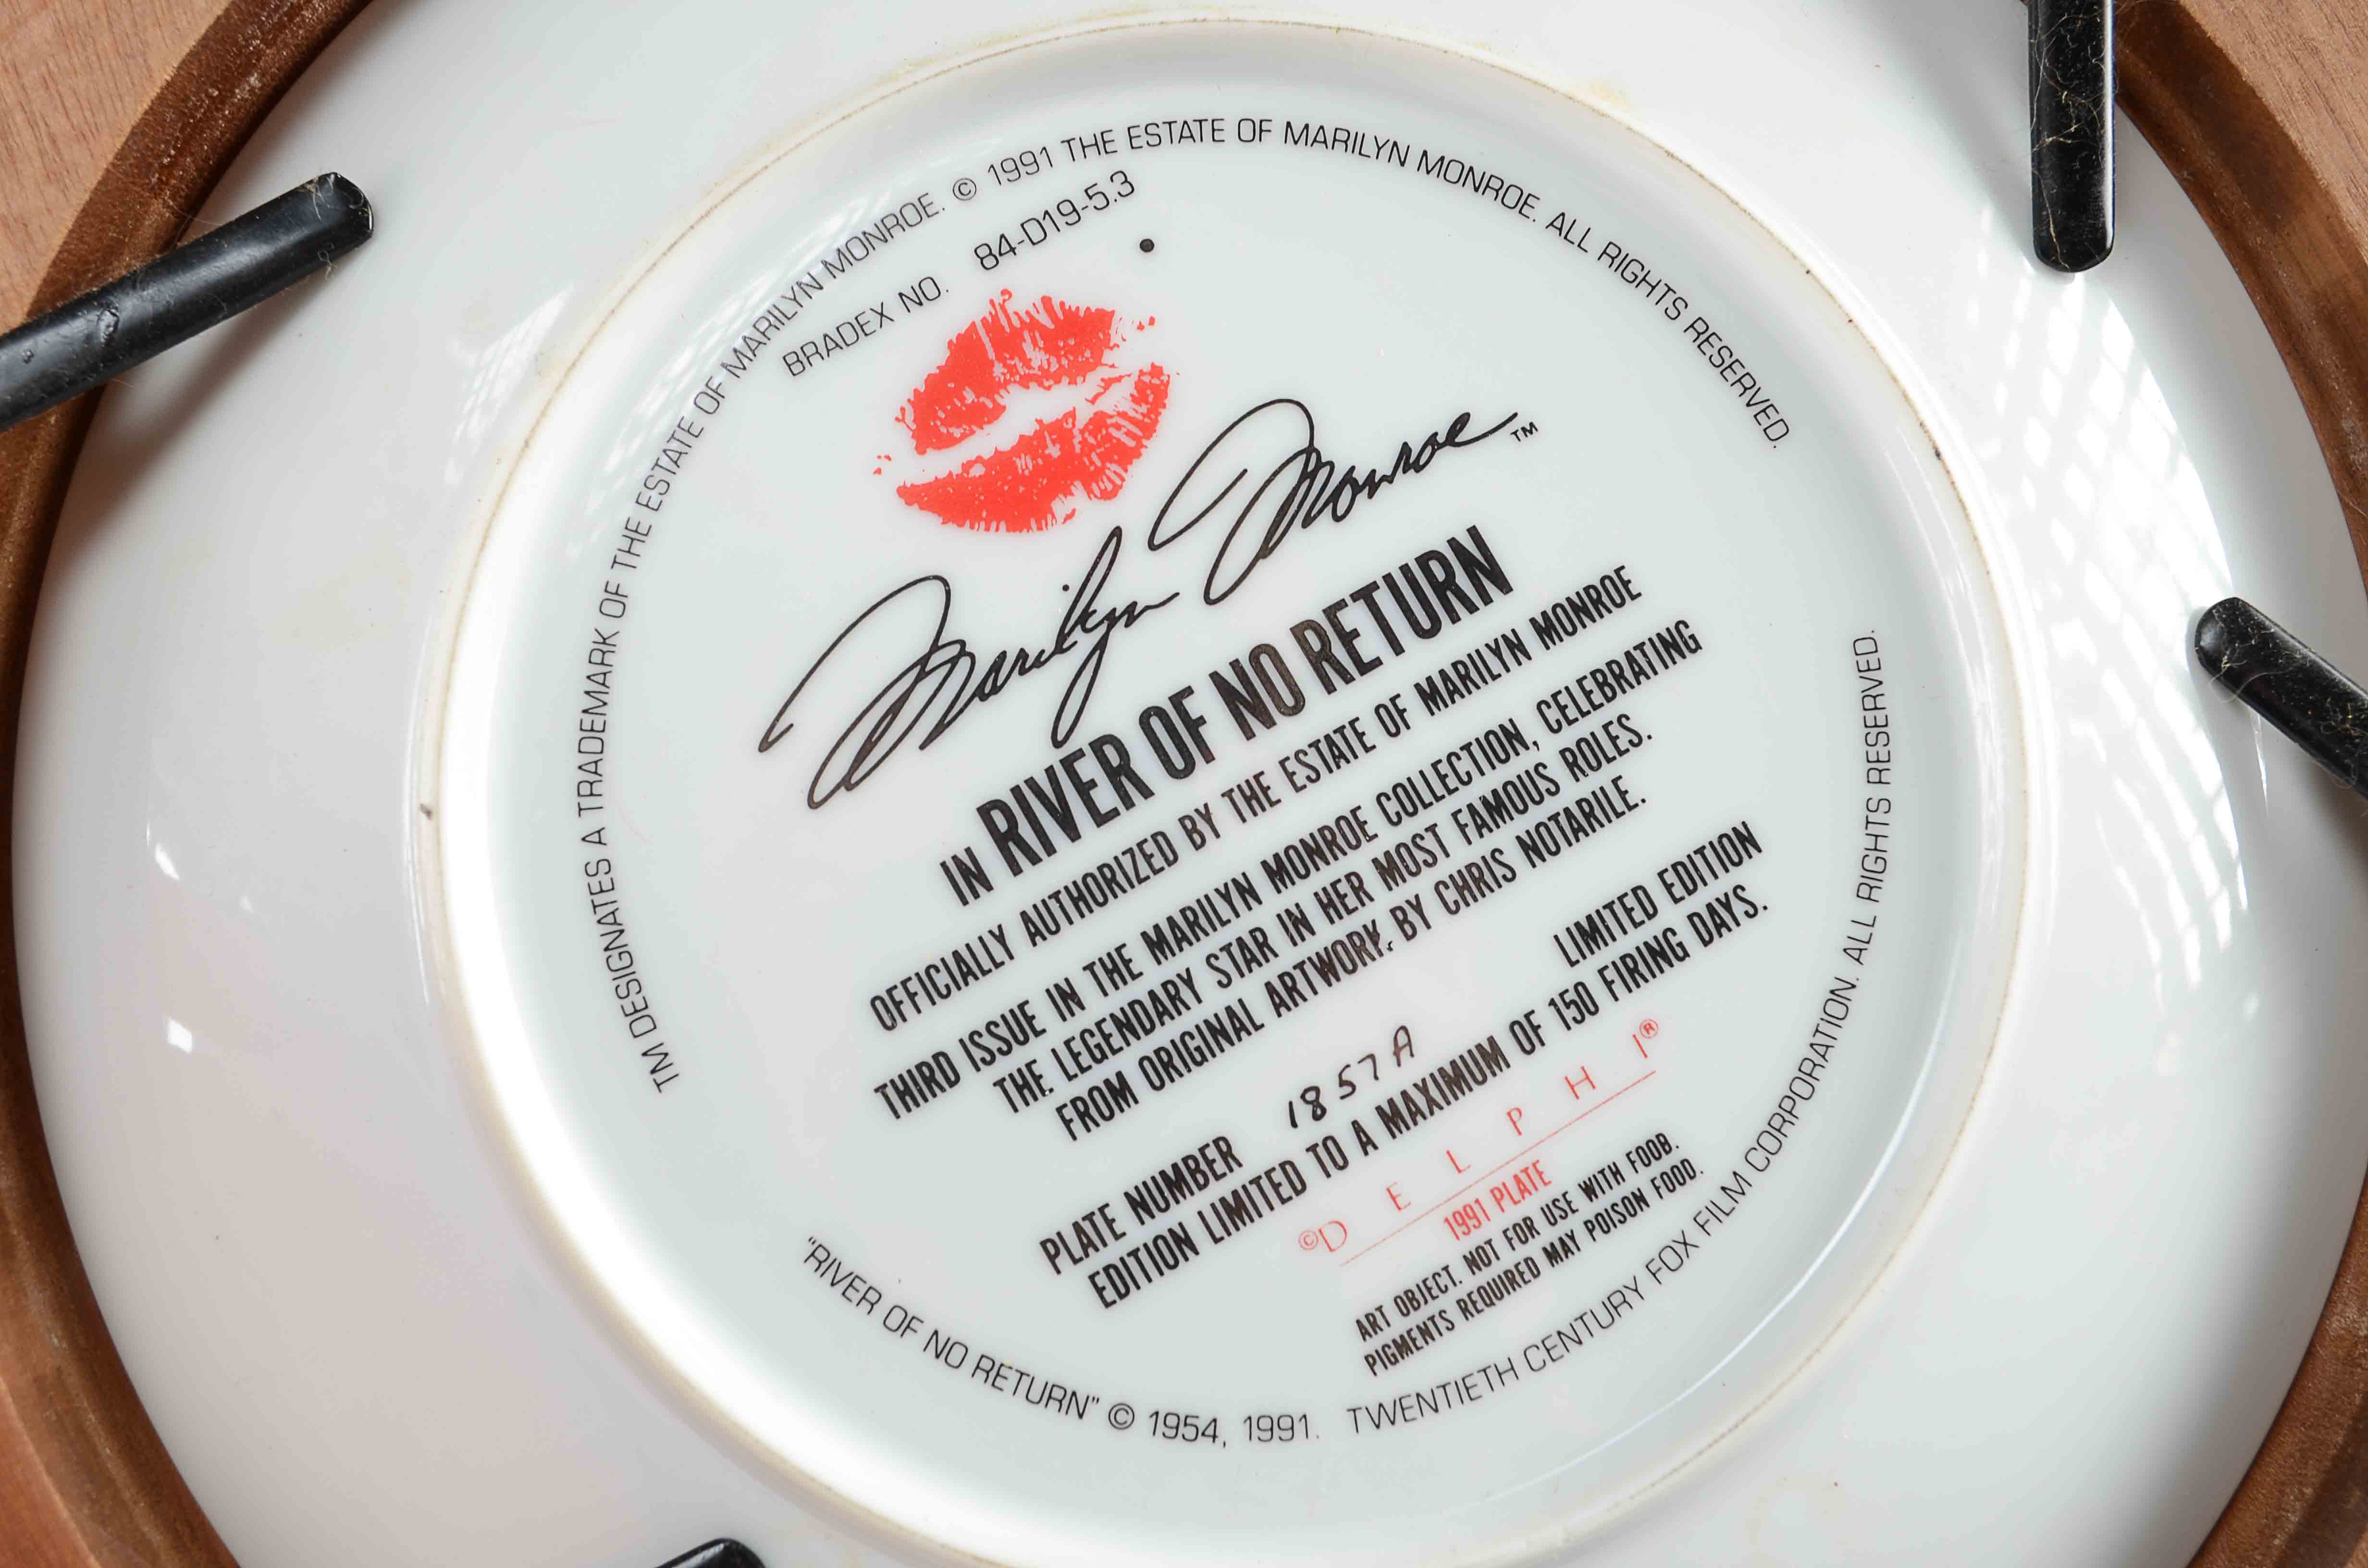 TM DESIGNATES A TRADEMARK OF THE ESTATE OF MARILYN MONROE. © 1991 THE ESTATE OF MARILYN MONROE. ALL RIGHTS RESERVED.
BRADEX NO. 84-D19-5.3
Marilyn Monroe™
IN RIVER OF NO RETURN
OFFICIALLY AUTHORIZED BY THE ESTATE OF MARILYN MONROE
THIRD ISSUE IN THE MARILYN MONROE COLLECTION, CELEBRATING
THE LEGENDARY STAR IN HER MOST FAMOUS ROLES.
FROM ORIGINAL ARTWORK BY CHRIS NOTARILE.
PLATE NUMBER 1857A LIMITED EDITION
EDITION LIMITED TO A MAXIMUM OF 150 FIRING DAYS.
©DELPHI®
1991 PLATE
ART OBJECT. NOT FOR USE WITH FOOB.
PIGMENTS REQUIRED MAY POISON FOOD.
"RIVER OF NO RETURN" © 1954, 1991. TWENTIETH CENTURY FOX FILM CORPORATION. ALL RIGHTS RESERVED.